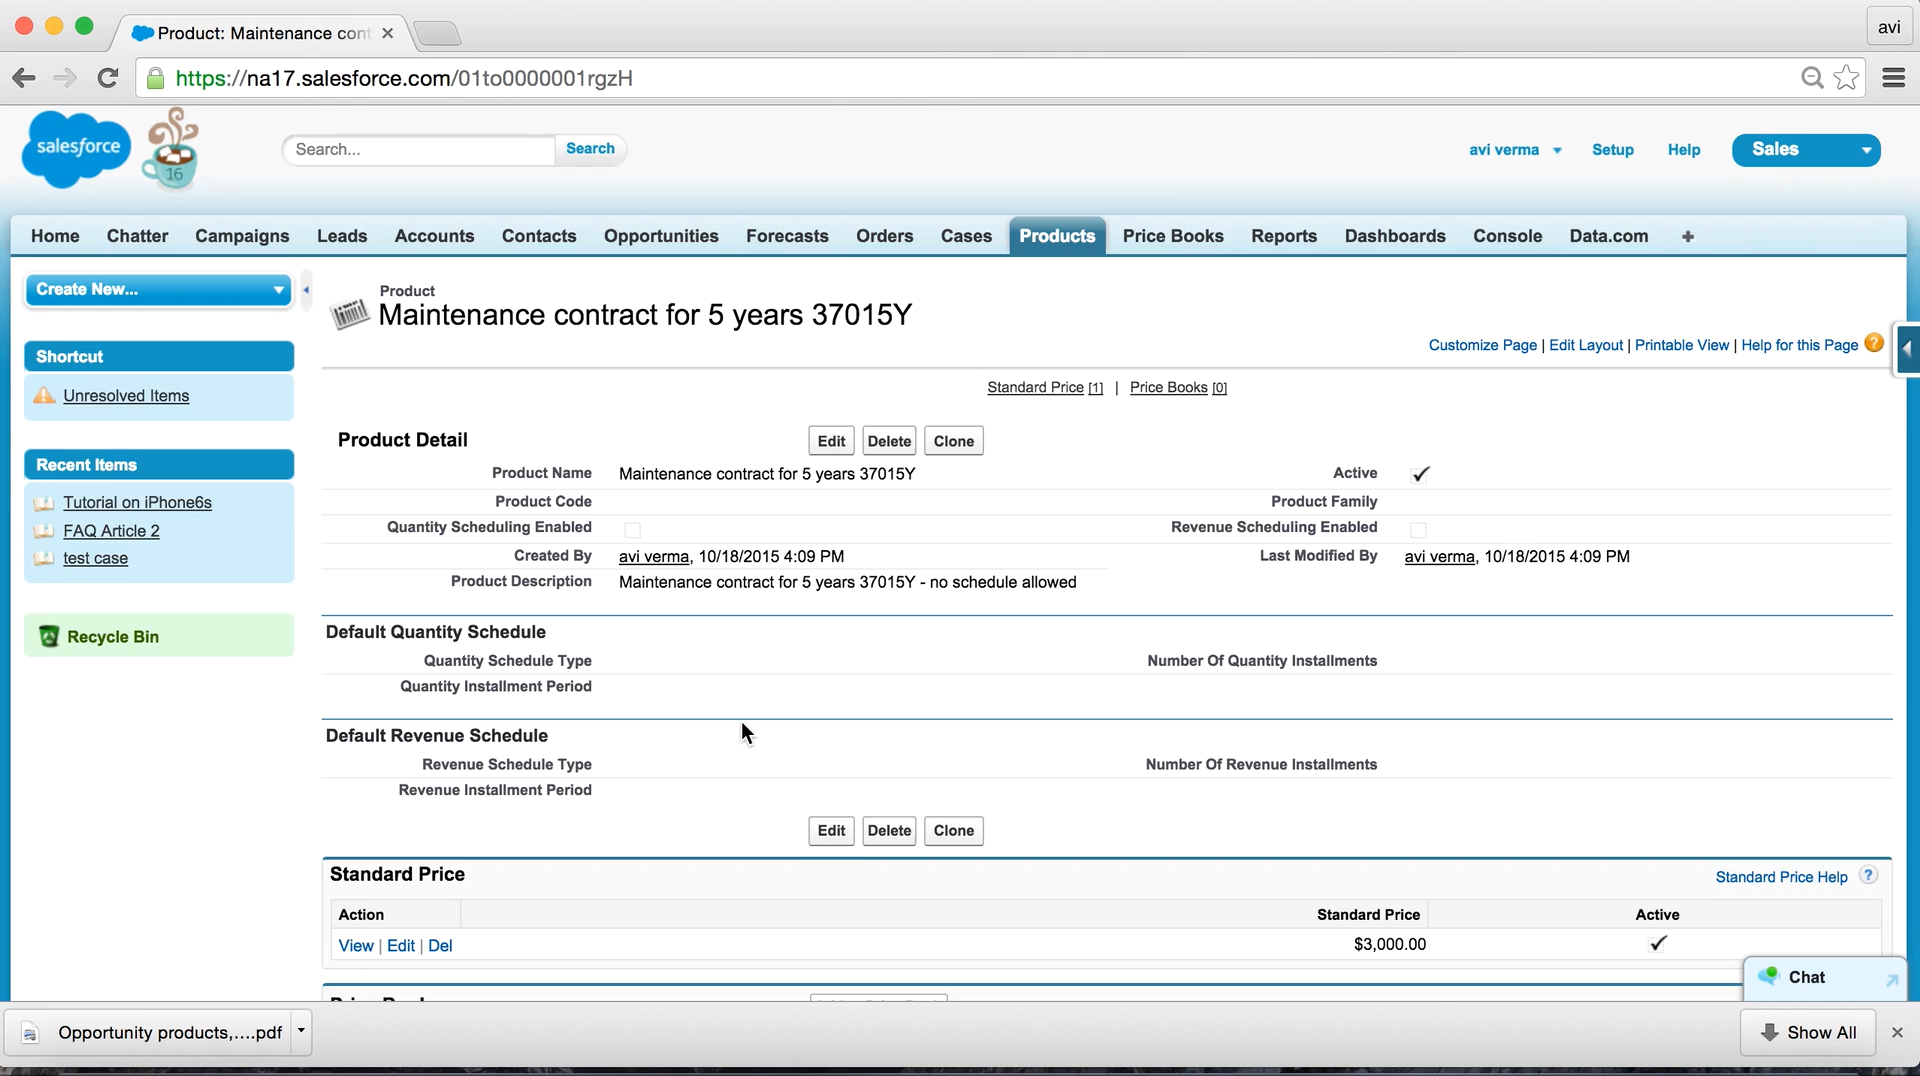 Product: Maintenance cont
avi
https://na17.salesforce.com/01to0000001rgzH
salesforce
16
Search...
Search
avi verma
Setup
Help
Sales
Home Chatter Campaigns Leads Accounts Contacts Opportunities Forecasts Orders Cases Products Price Books Reports Dashboards Console Data.com +
Create New...
Shortcut
Unresolved Items
Recent Items
Tutorial on iPhone6s
FAQ Article 2
test case
Recycle Bin
Product
Maintenance contract for 5 years 37015Y
Customize Page | Edit Layout | Printable View | Help for this Page ?
Standard Price [1] | Price Books [0]
Product Detail
Edit Delete Clone
Product Name Maintenance contract for 5 years 37015Y Active
Product Code Product Family
Quantity Scheduling Enabled Revenue Scheduling Enabled
Created By avi verma, 10/18/2015 4:09 PM Last Modified By avi verma, 10/18/2015 4:09 PM
Product Description Maintenance contract for 5 years 37015Y - no schedule allowed
Default Quantity Schedule
Quantity Schedule Type Number Of Quantity Installments
Quantity Installment Period
Default Revenue Schedule
Revenue Schedule Type Number Of Revenue Installments
Revenue Installment Period
Edit Delete Clone
Standard Price
Standard Price Help ?
Action Standard Price Active
View | Edit | Del $3,000.00
Chat
Opportunity products,....pdf
Show All